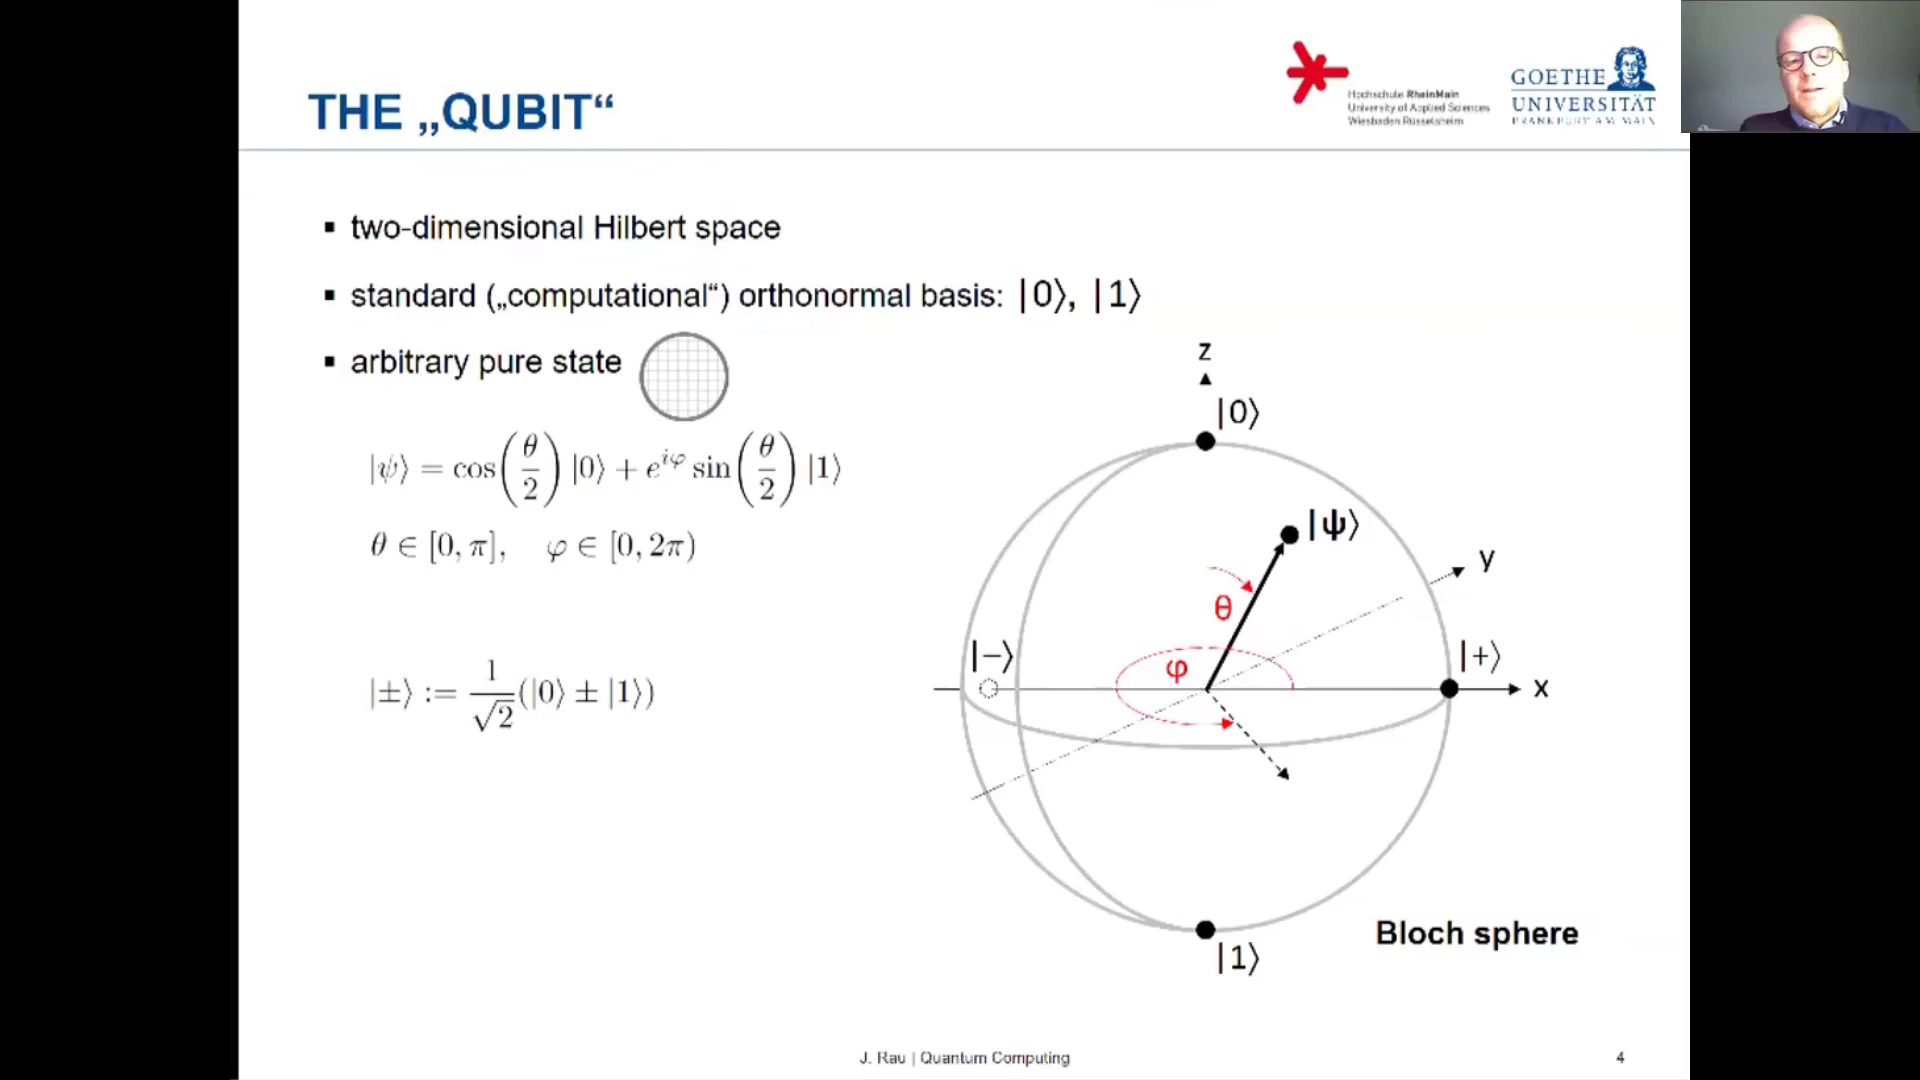 THE „QUBIT“
Hochschule RheinMain
University of Applied Sciences
Wiesbaden Rüsselsheim
GOETHE
UNIVERSITÄT
FRANKFURT AM MAIN
▪ two-dimensional Hilbert space
▪ standard („computational“) orthonormal basis: |0⟩, |1⟩
▪ arbitrary pure state
|ψ⟩ = cos(θ/2) |0⟩ + e^{iφ} sin(θ/2) |1⟩
θ ∈ [0, π], φ ∈ [0, 2π)
|±⟩ := 1/√2 (|0⟩ ± |1⟩)
z
|0⟩
|ψ⟩
y
θ
|−⟩
φ
|+⟩
x
|1⟩
Bloch sphere
J. Rau | Quantum Computing
4